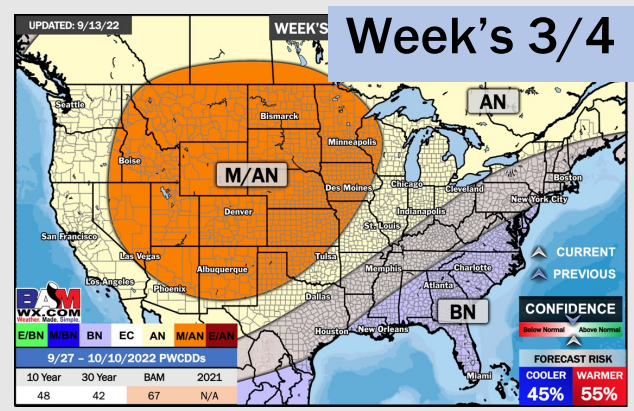 UPDATED: 9/13/22
WEEK'S
Week's 3/4
AN
Seattle
Bismarck
Minneapolis
Boise
M/AN
Des Moines
Chicago
Cleveland
Boston
New York City
Denver
Indianapolis
St. Louis
San Francisco
Las Vegas
Tulsa
CURRENT
Los Angeles
Phoenix
Albuquerque
Memphis
Charlotte
PREVIOUS
Dallas
Atlanta
BAM
WX.COM
Weather. Made, Simple.
BN
CONFIDENCE
Houston
New Orleans
Below Normal
Above Normal
E/BN M/BN BN EC AN M/AN E/AN
Miami
9/27 – 10/10/2022 PWCDDs
FORECAST RISK
10 Year 30 Year BAM 2021
COOLER WARMER
48 42 67 N/A
45% 55%